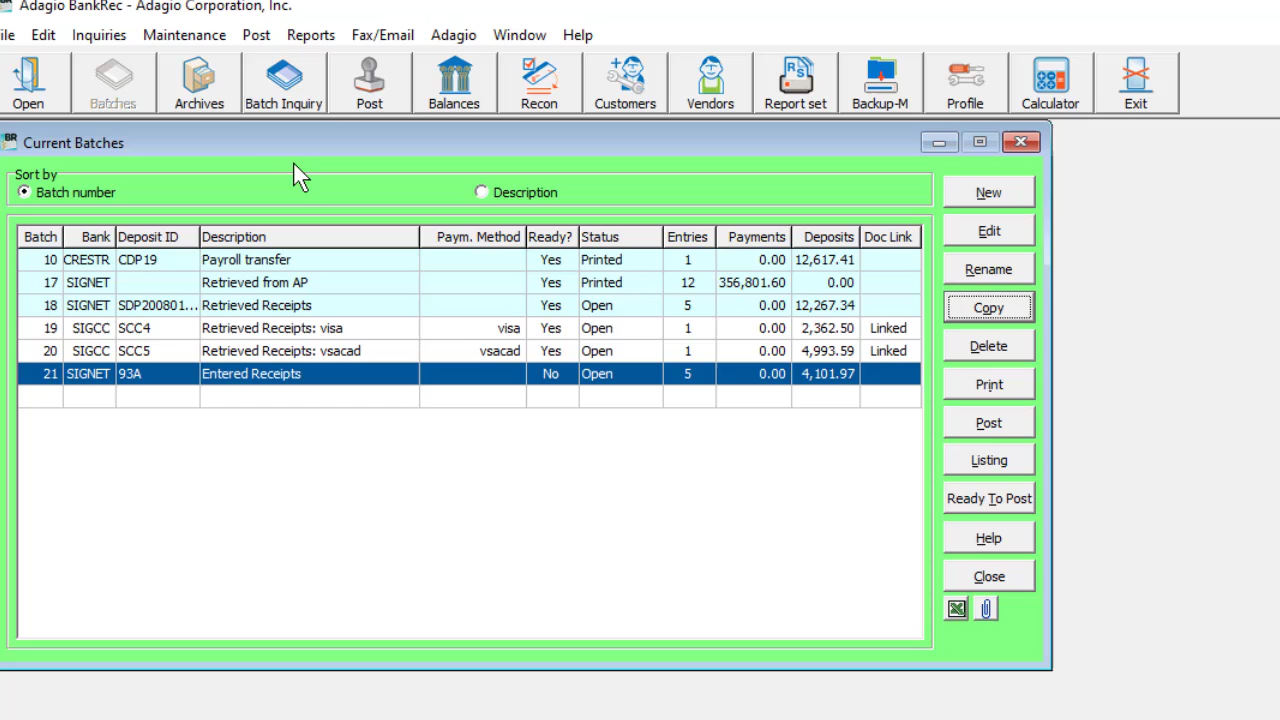 BR Adagio BankRec - Adagio Corporation, Inc.
ile Edit Inquiries Maintenance Post Reports Fax/Email Adagio Window Help
Open Batches Archives Batch Inquiry Post Balances Recon Customers Vendors Report set Backup-M Profile Calculator Exit
BR Current Batches
Sort by
Batch number Description
New
Batch Bank Deposit ID Description Paym. Method Ready? Status Entries Payments Deposits Doc Link
Edit
10 CRESTR CDP19 Payroll transfer Yes Printed 1 0.00 12,617.41
17 SIGNET Retrieved from AP Yes Printed 12 356,801.60 0.00
Rename
18 SIGNET SDP200801... Retrieved Receipts Yes Open 5 0.00 12,267.34
Copy
19 SIGCC SCC4 Retrieved Receipts: visa visa Yes Open 1 0.00 2,362.50 Linked
20 SIGCC SCC5 Retrieved Receipts: vsacad vsacad Yes Open 1 0.00 4,993.59 Linked
Delete
21 SIGNET 93A Entered Receipts No Open 5 0.00 4,101.97
Print
Post
Listing
Ready To Post
Help
Close